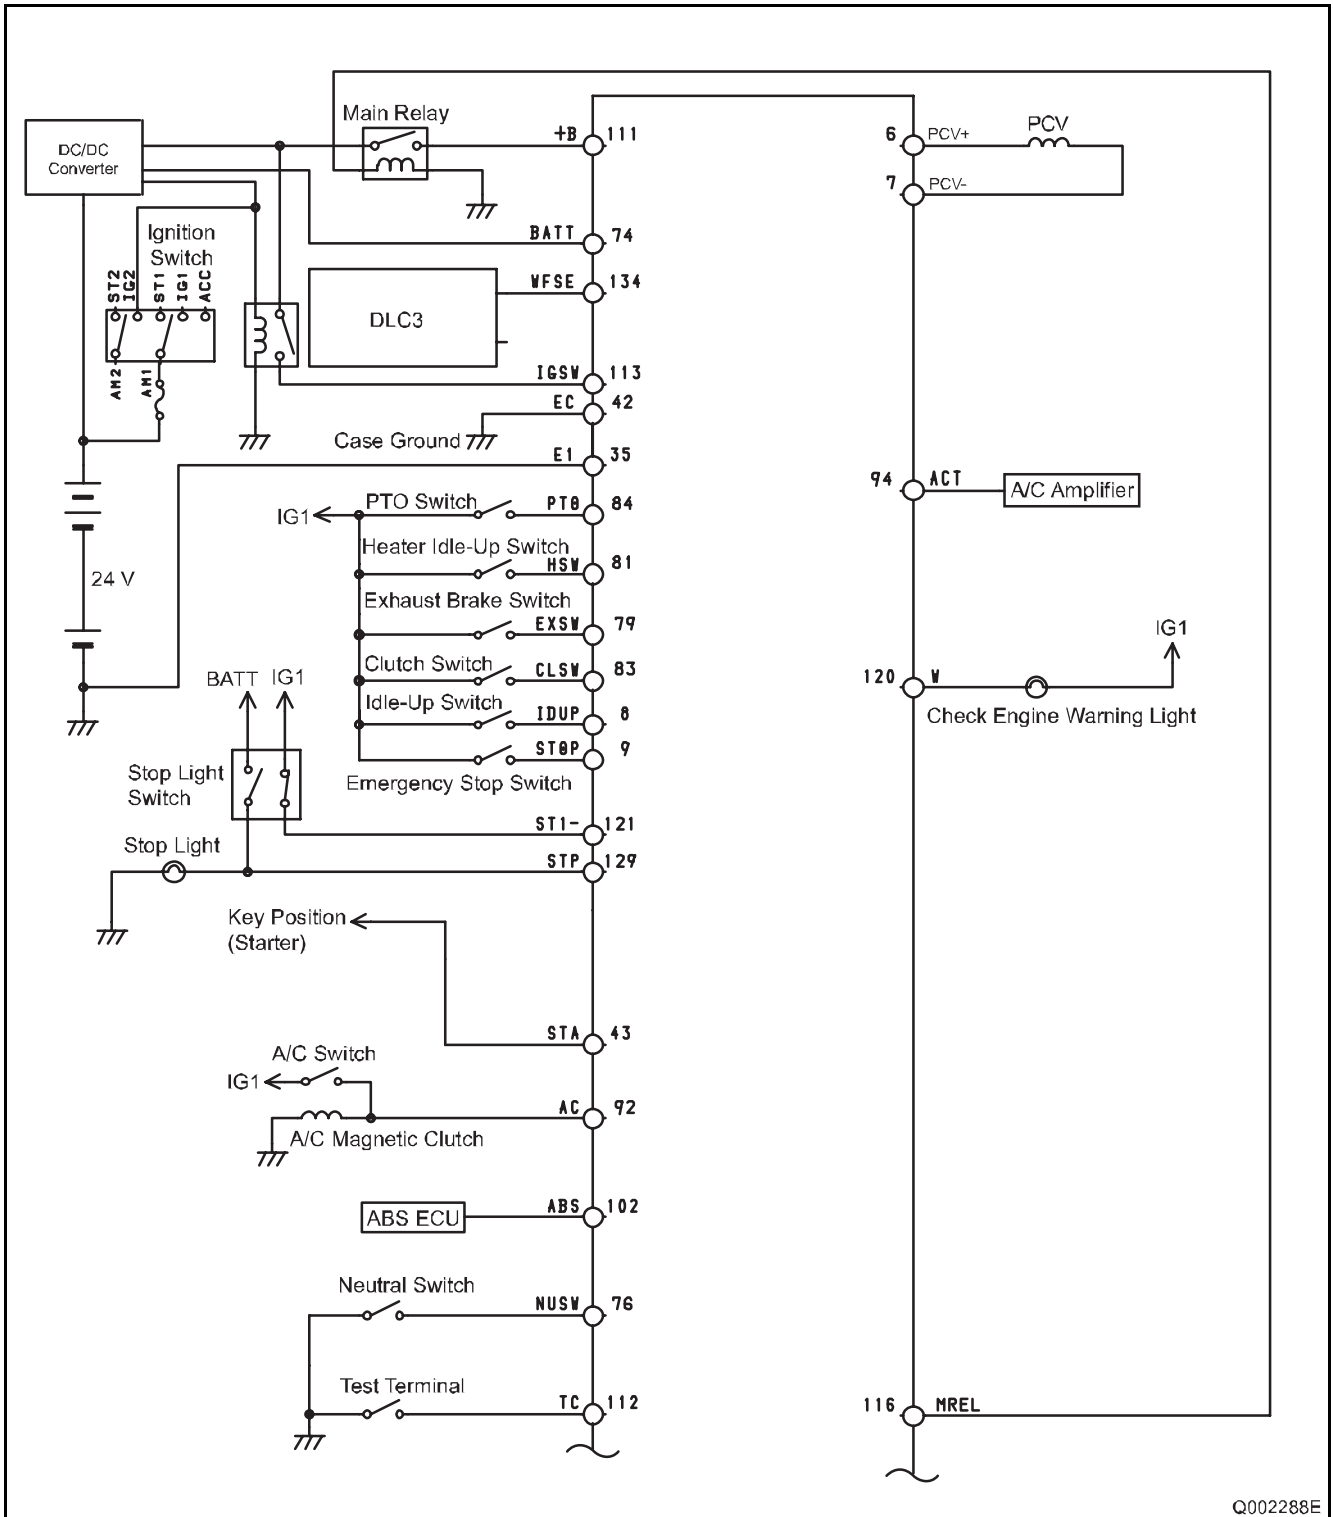 Main Relay
DC/DC
Converter
+B 111
6 PCV+
PCV
7 PCV-
Ignition
Switch
BATT 74
ST2
IG2
ST1
IG1
ACC
WFSE 134
DLC3
AM2
AM1
IGSW 113
EC 42
Case Ground
E1 35
94 ACT
A/C Amplifier
PTO Switch
IG1
PTO 84
Heater Idle-Up Switch
HSW 81
24 V
Exhaust Brake Switch
EXSW 79
IG1
Clutch Switch
CLSW 83
BATT IG1
120 W
Idle-Up Switch
IDUP 8
Check Engine Warning Light
STOP 9
Stop Light
Switch
Emergency Stop Switch
ST1- 121
Stop Light
STP 129
Key Position
(Starter)
STA 43
A/C Switch
IG1
AC 92
A/C Magnetic Clutch
ABS 102
ABS ECU
Neutral Switch
NUSW 76
Test Terminal
TC 112
116 MREL
Q002288E